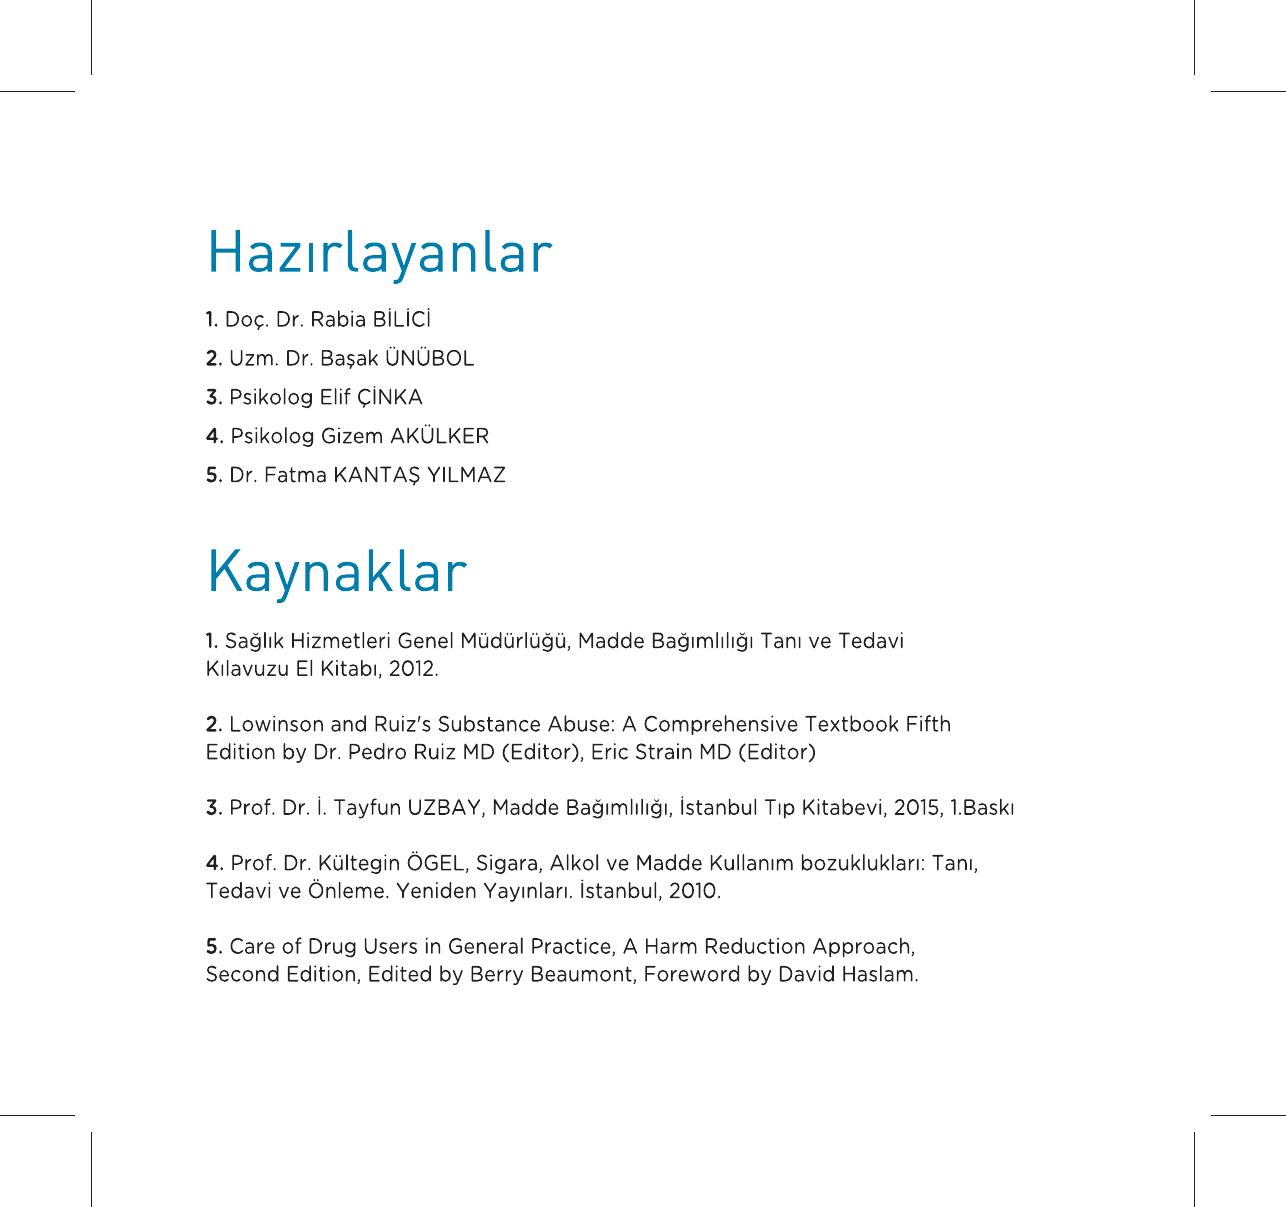 Hazırlayanlar
1. Doç. Dr. Rabia BİLİCİ
2. Uzm. Dr. Başak ÜNÜBOL
3. Psikolog Elif ÇİNKA
4. Psikolog Gizem AKÜLKER
5. Dr. Fatma KANTAŞ YILMAZ
Kaynaklar
1. Sağlık Hizmetleri Genel Müdürlüğü, Madde Bağımlılığı Tanı ve Tedavi
Kılavuzu El Kitabı, 2012.
2. Lowinson and Ruiz's Substance Abuse: A Comprehensive Textbook Fifth
Edition by Dr. Pedro Ruiz MD (Editor), Eric Strain MD (Editor)
3. Prof. Dr. İ. Tayfun UZBAY, Madde Bağımlılığı, İstanbul Tıp Kitabevi, 2015, 1.Baskı
4. Prof. Dr. Kültegin ÖGEL, Sigara, Alkol ve Madde Kullanım bozuklukları: Tanı,
Tedavi ve Önleme. Yeniden Yayınları. İstanbul, 2010.
5. Care of Drug Users in General Practice, A Harm Reduction Approach,
Second Edition, Edited by Berry Beaumont, Foreword by David Haslam.